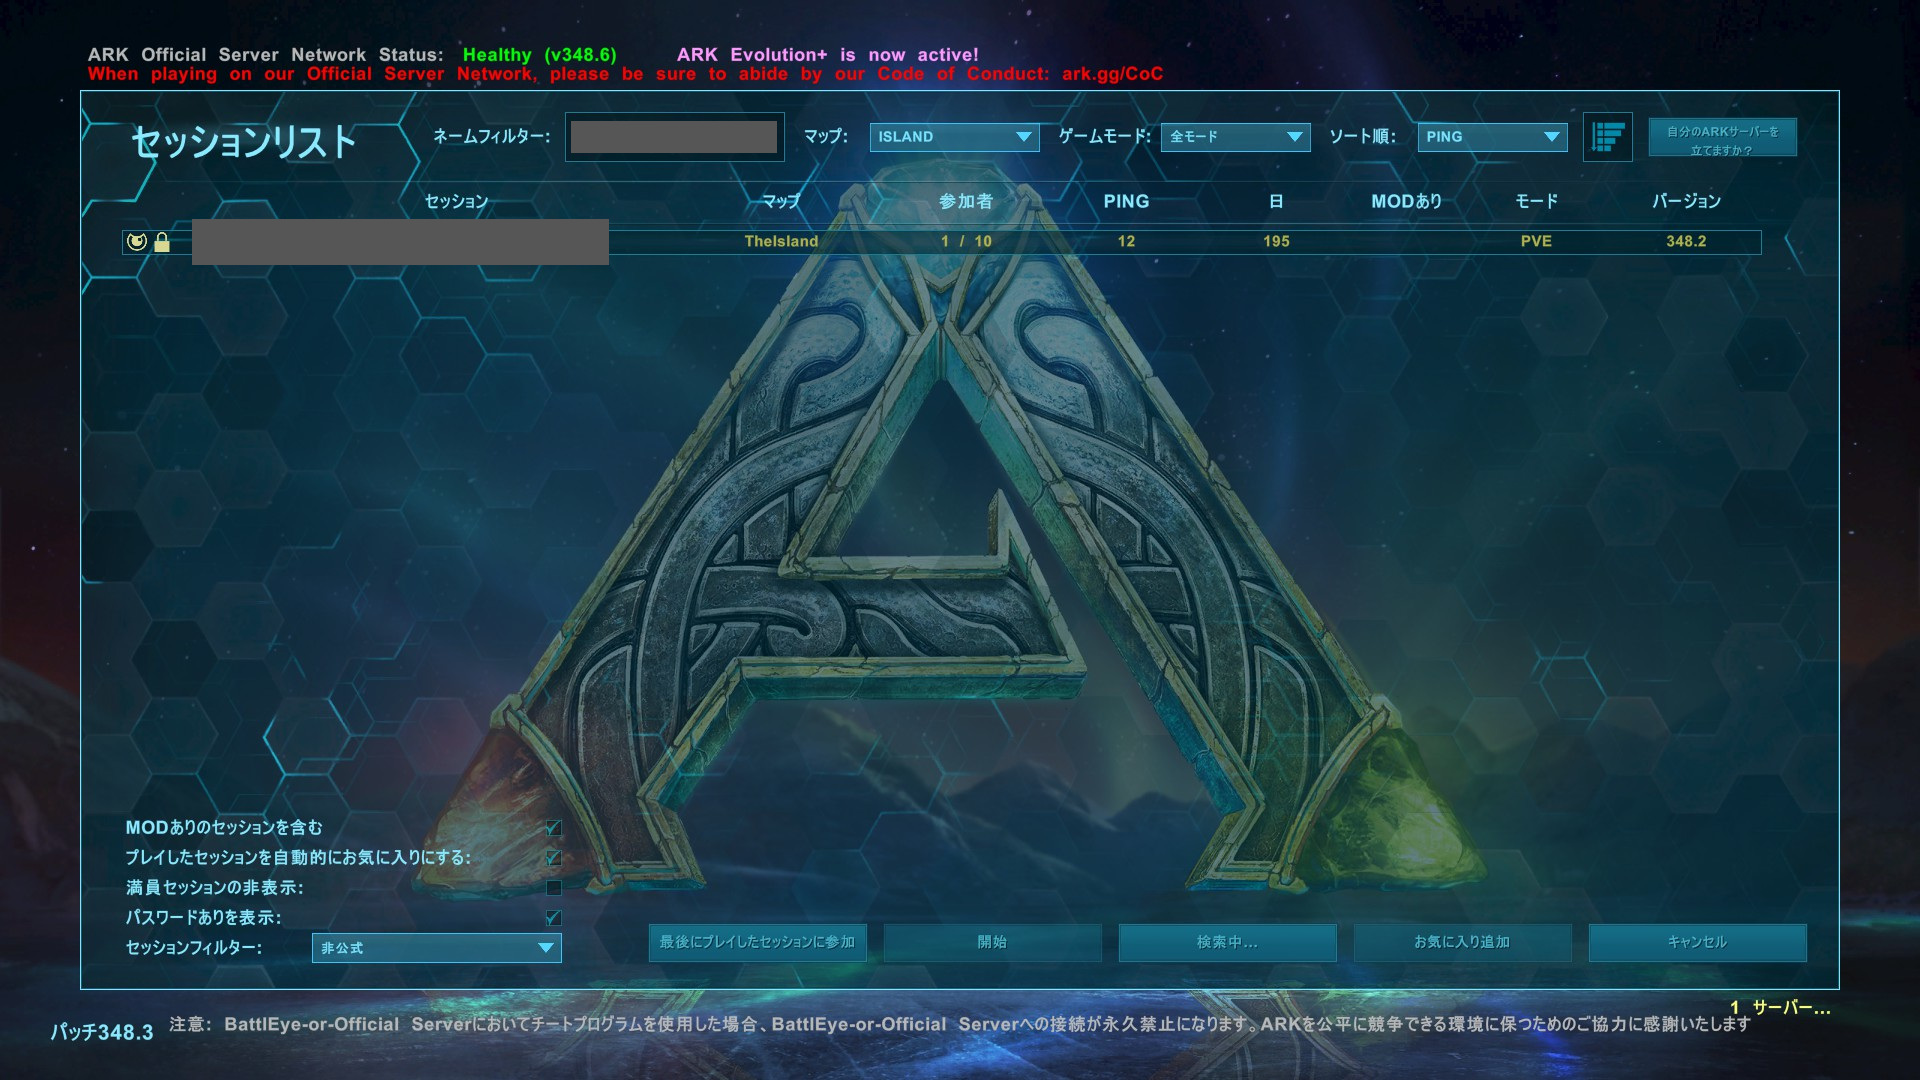 ARK Official Server Network Status: Healthy (v348.6) ARK Evolution+ is now active!
When playing on our Official Server Network, please be sure to abide by our Code of Conduct: ark.gg/CoC
セッションリスト
ネームフィルター:
マップ: ISLAND
ゲームモード: 全モード
ソート順: PING
自分のARKサーバーを
立てますか?
セッション マップ 参加者 PING 日 MODあり モード バージョン
TheIsland 1 / 10 12 195 PVE 348.2
MODありのセッションを含む
プレイしたセッションを自動的にお気に入りにする:
満員セッションの非表示:
パスワードありを表示:
セッションフィルター: 非公式
最後にプレイしたセッションに参加
開始
検索中...
お気に入り追加
キャンセル
1 サーバー...
パッチ348.3
注意: BattlEye-or-Official Serverにおいてチートプログラムを使用した場合、BattlEye-or-Official Serverへの接続が永久禁止になります。ARKを公平に競争できる環境に保つためのご協力に感謝いたします